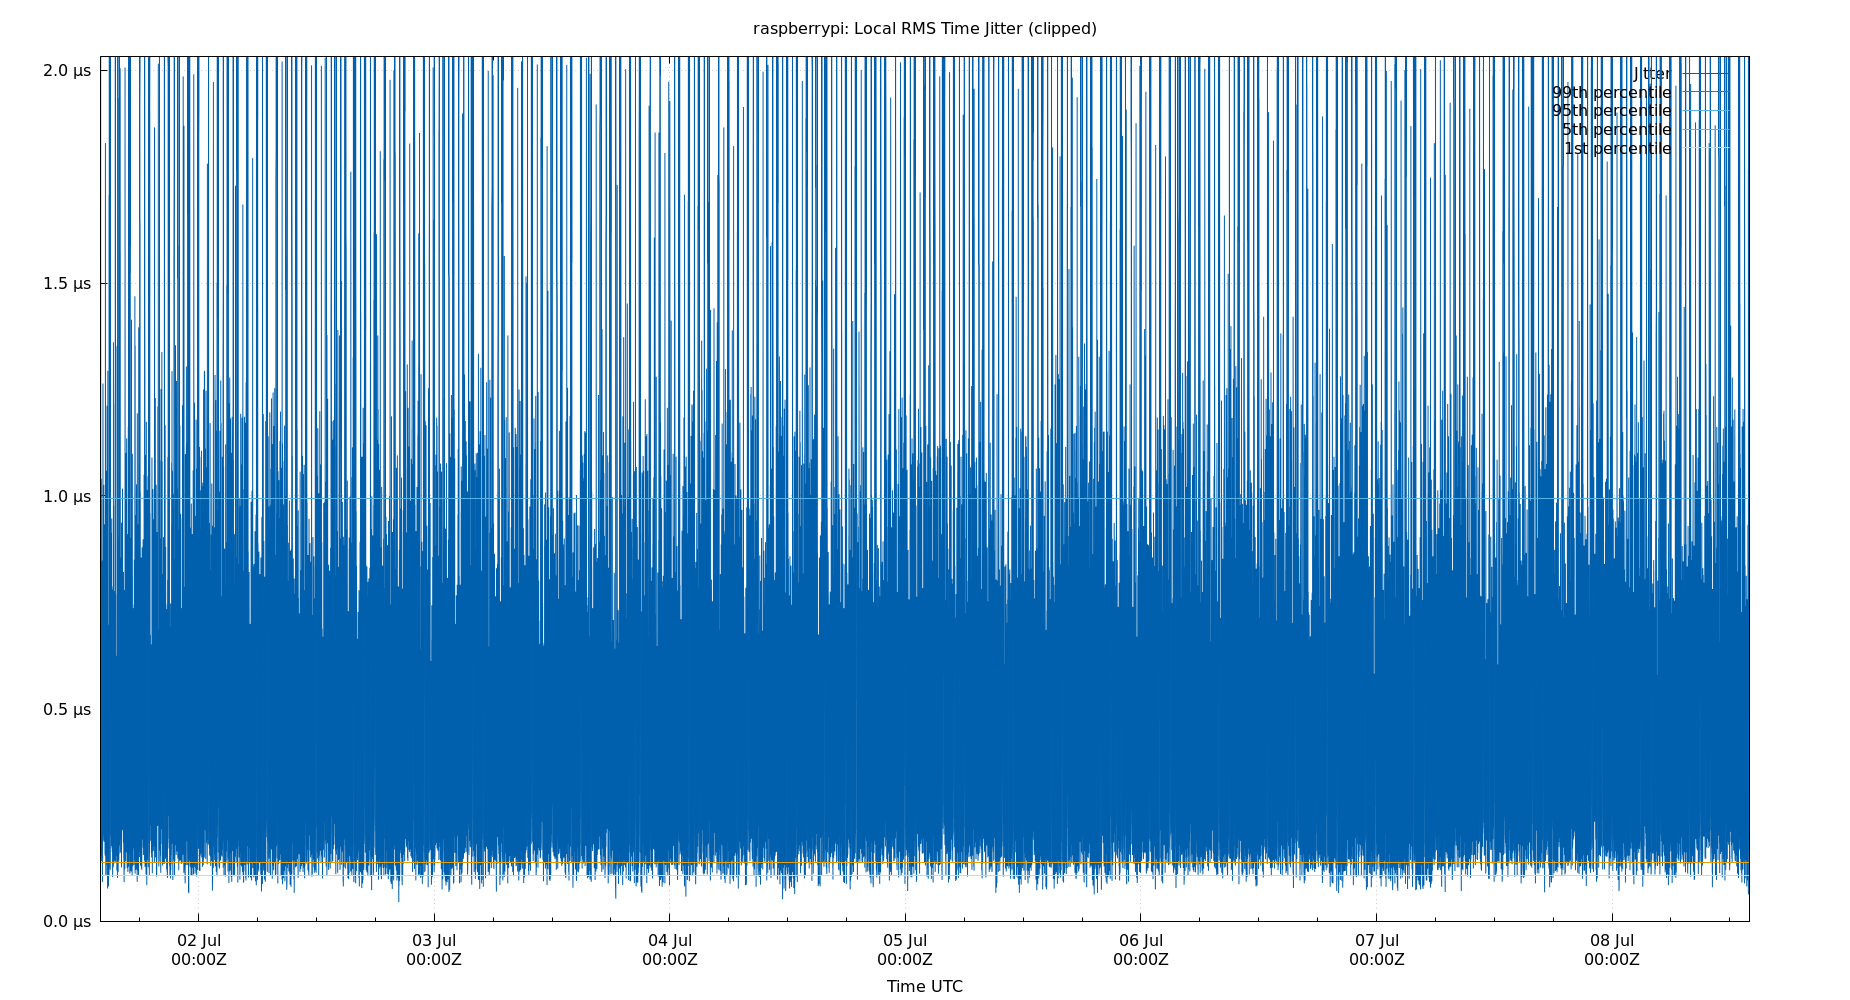 raspberrypi: Local RMS Time Jitter (clipped)
2.0 μs
1.5 μs
1.0 μs
0.5 μs
0.0 μs
Jitter
99th percentile
95th percentile
5th percentile
1st percentile
02 Jul
00:00Z
03 Jul
00:00Z
04 Jul
00:00Z
05 Jul
00:00Z
06 Jul
00:00Z
07 Jul
00:00Z
08 Jul
00:00Z
Time UTC